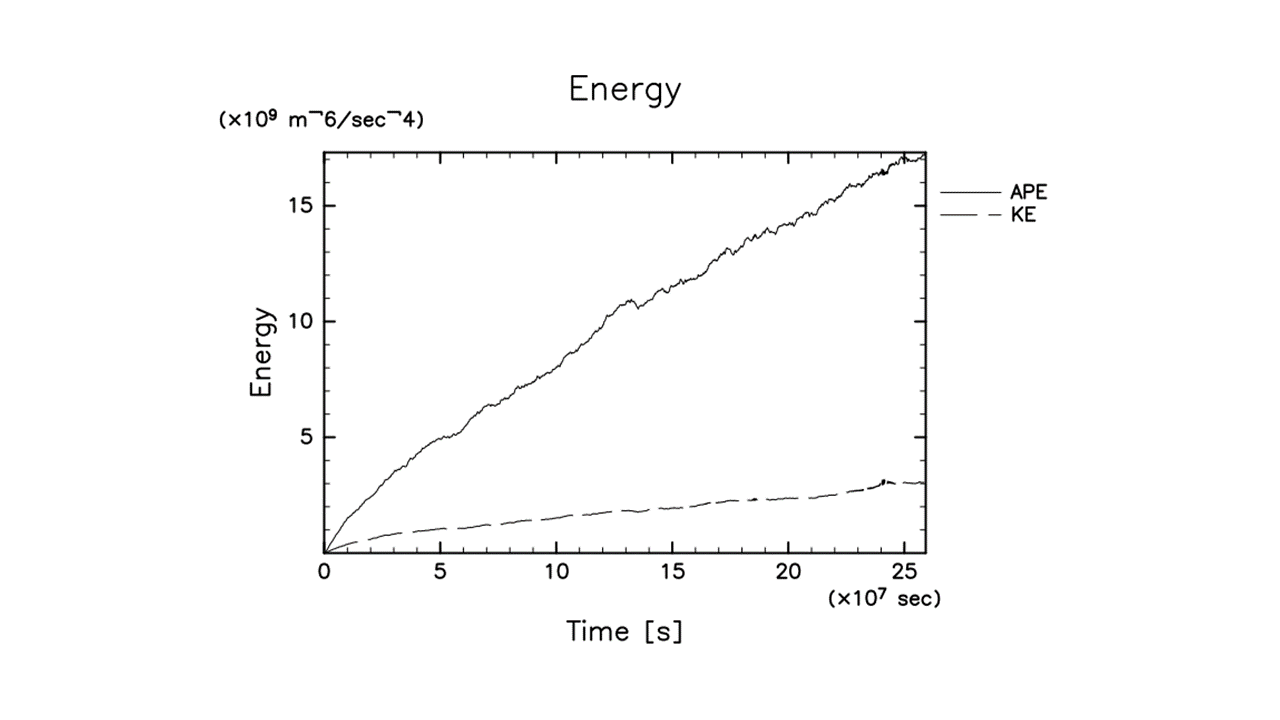 Energy
(×10⁹ m¬6/sec¬4)
15
10
5
Energy
APE
KE
0 5 10 15 20 25
(×10⁷ sec)
Time [s]